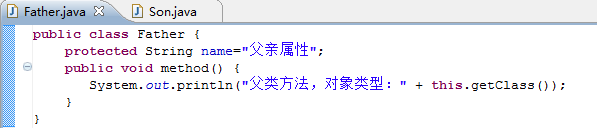 Father.java Son.java
public class Father {
protected String name="父亲属性";
public void method() {
System.out.println("父类方法，对象类型：" + this.getClass());
}
}